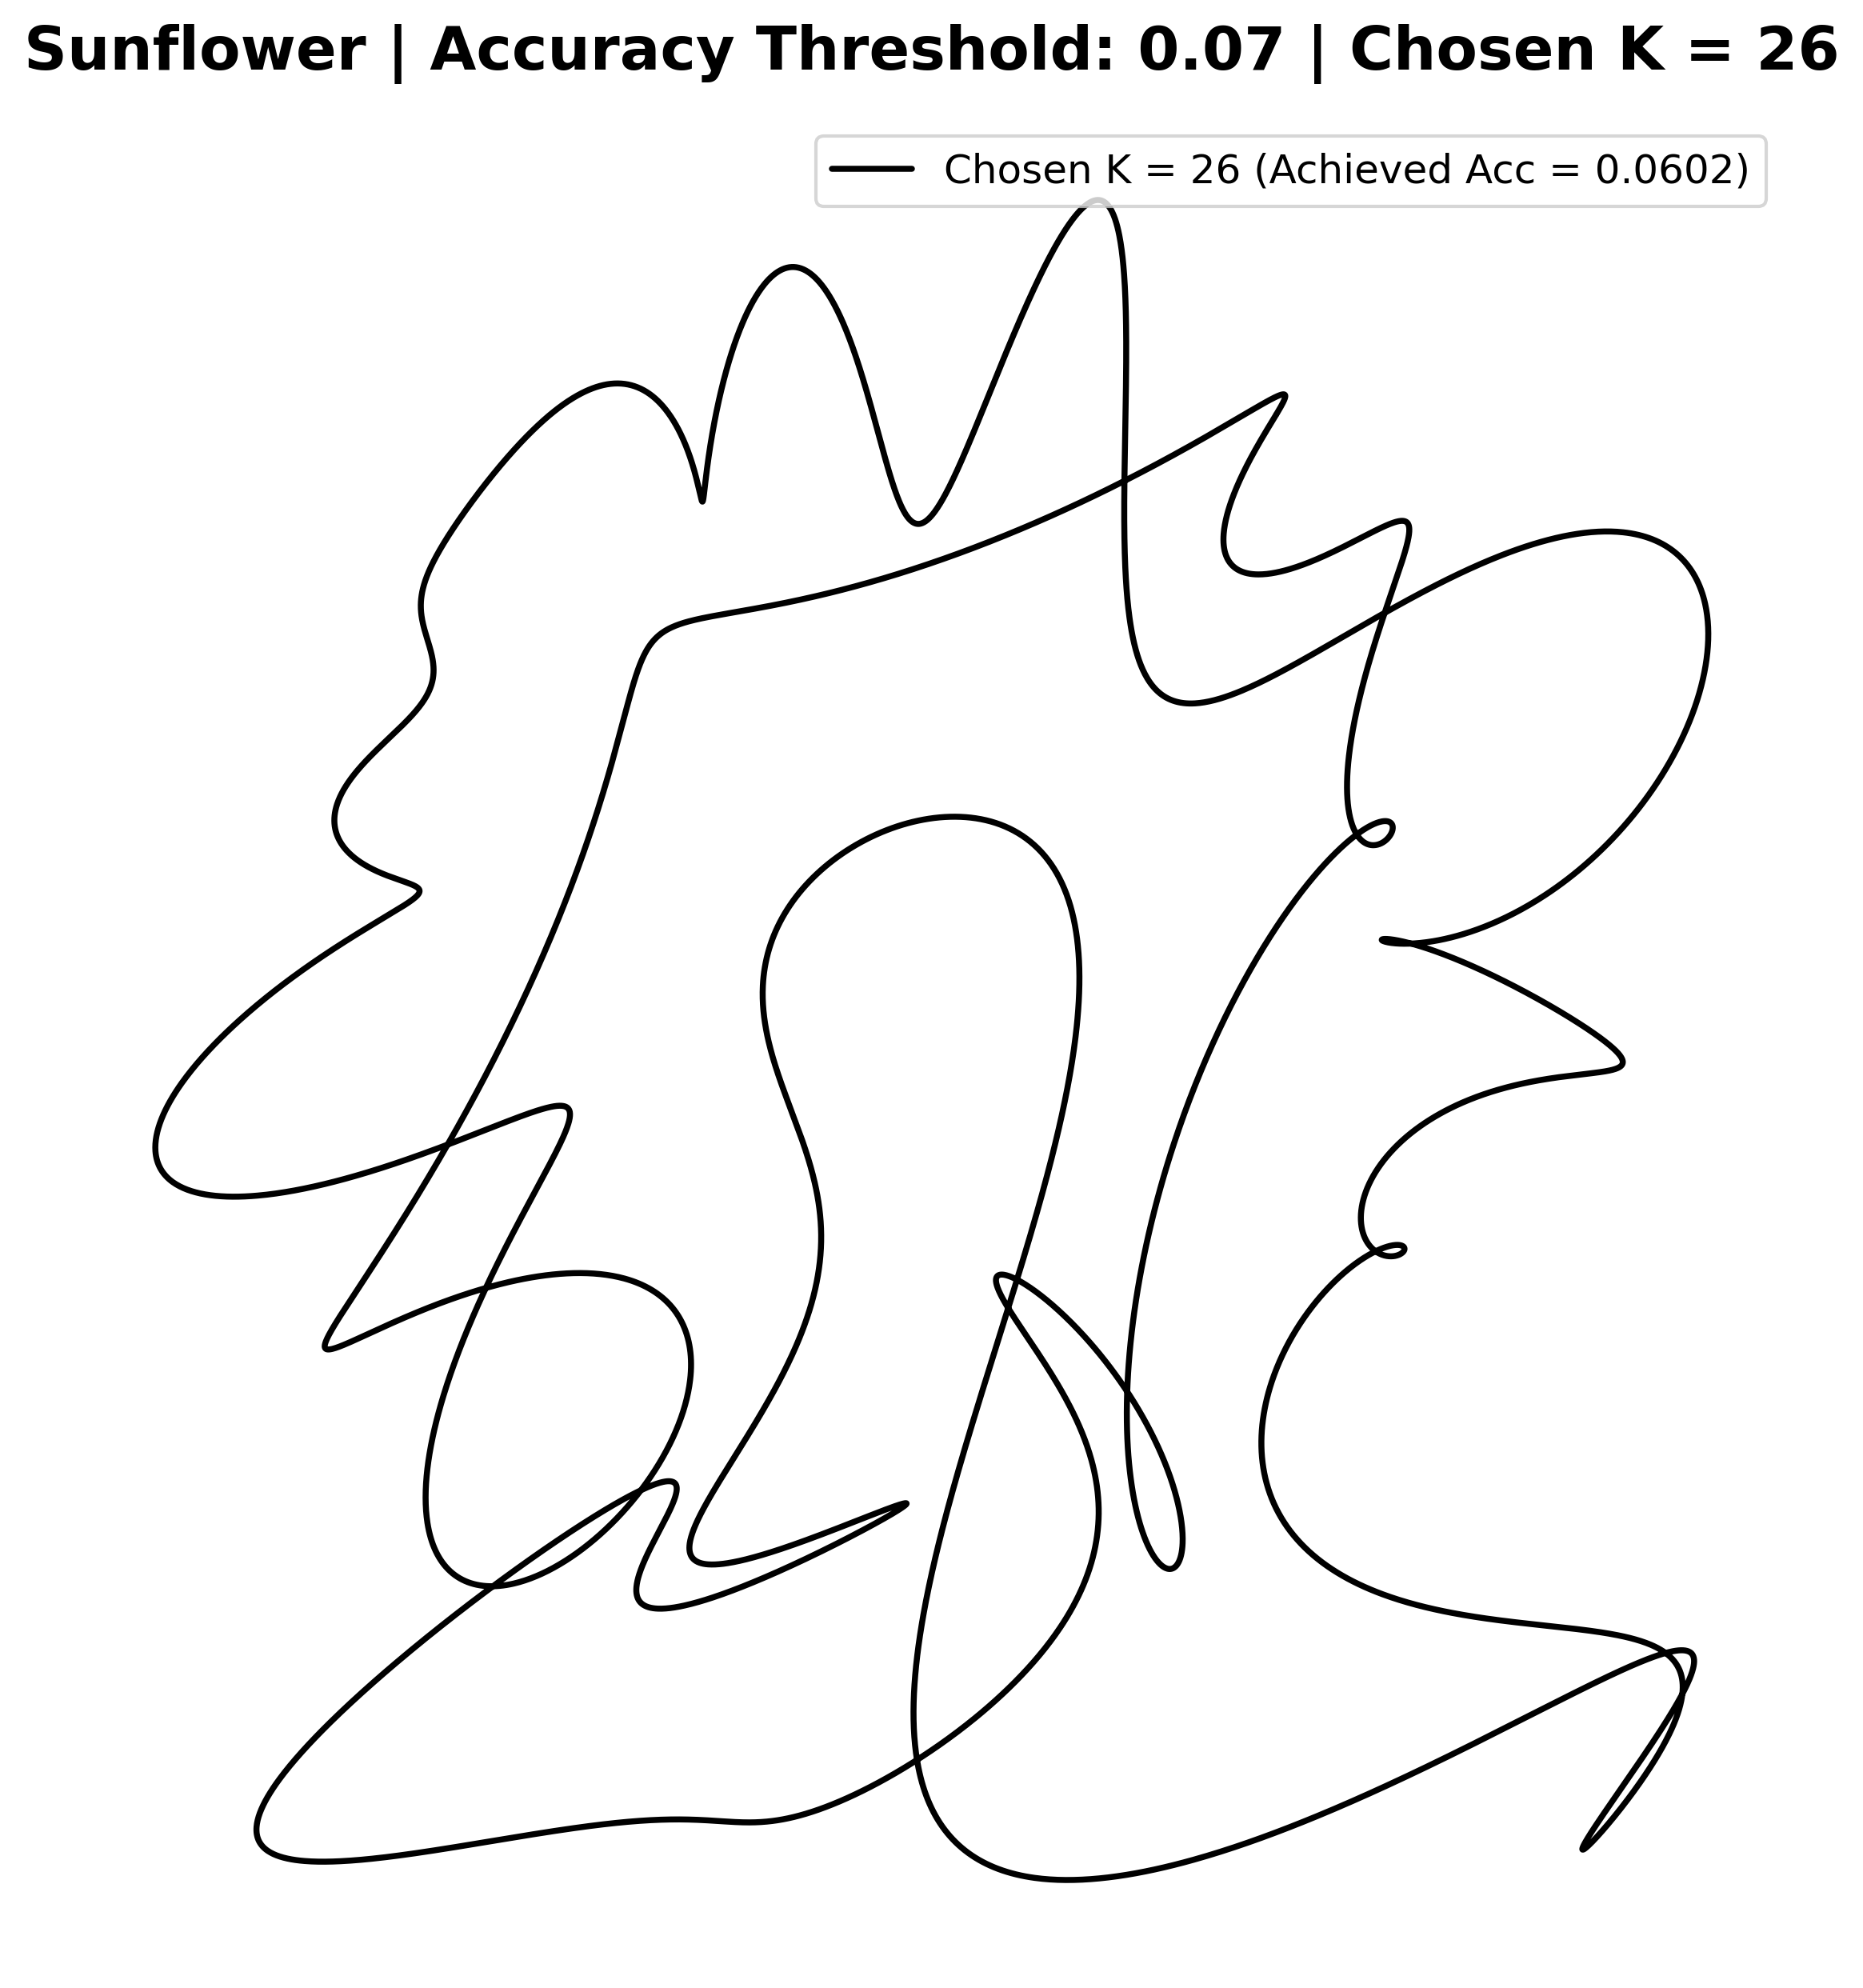 Sunflower | Accuracy Threshold: 0.07 | Chosen K = 26
Chosen K = 26 (Achieved Acc = 0.0602)